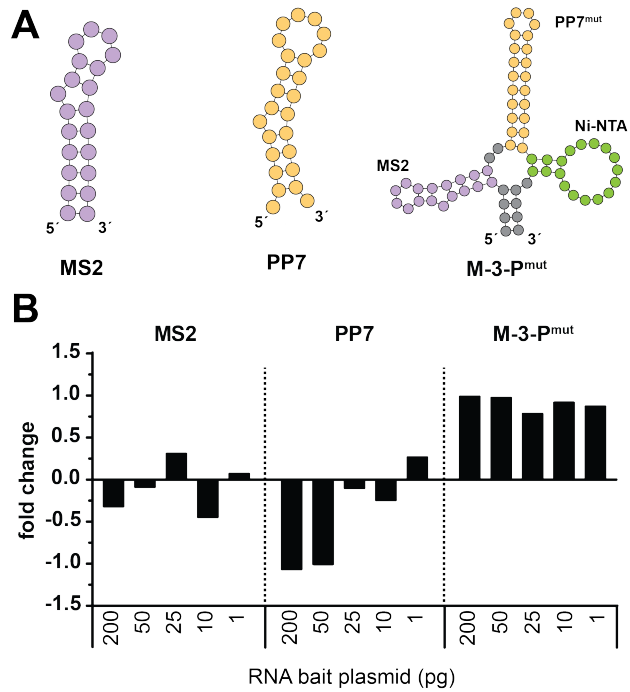 A
5´ 3´
MS2
5´ 3´
PP7
PP7mut
Ni-NTA
MS2
5´ 3´
M-3-Pmut
B
MS2 PP7 M-3-Pmut
fold change
1.5
1.0
0.5
0.0
-0.5
-1.0
-1.5
200 50 25 10 1 200 50 25 10 1 200 50 25 10 1
RNA bait plasmid (pg)